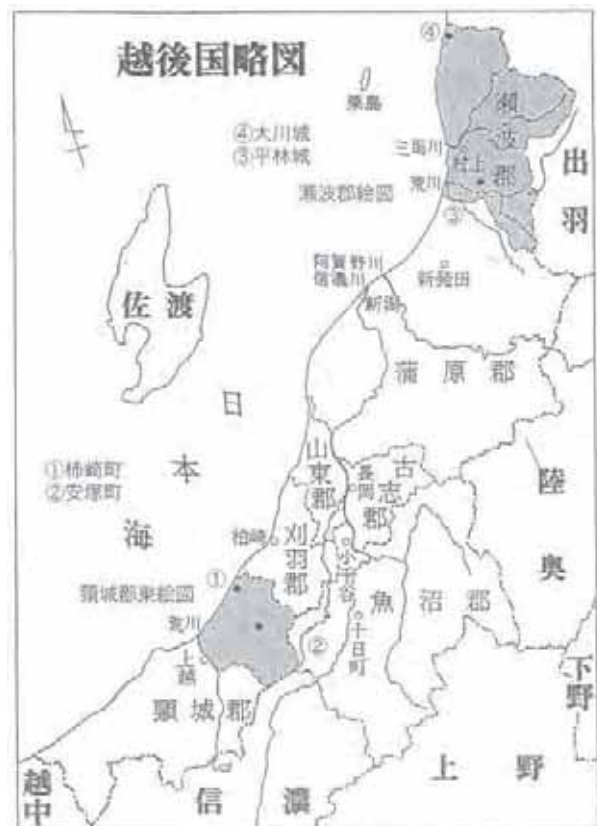 越後国略図
④
粟島
④大川城
③平林城
三面川
村上
瀬波郡
荒川
瀬波郡絵図
③
出羽
阿賀野川
信濃川
新潟
新発田
佐渡
蒲原郡
日本海
①柿崎町
②安塚町
山東郡
古志郡
長岡
陸奥
柏崎
刈羽郡
小千谷
魚沼郡
①
頸城郡東絵図
荒川
②
十日町
上越
頸城郡
下野
越中
信濃
上野